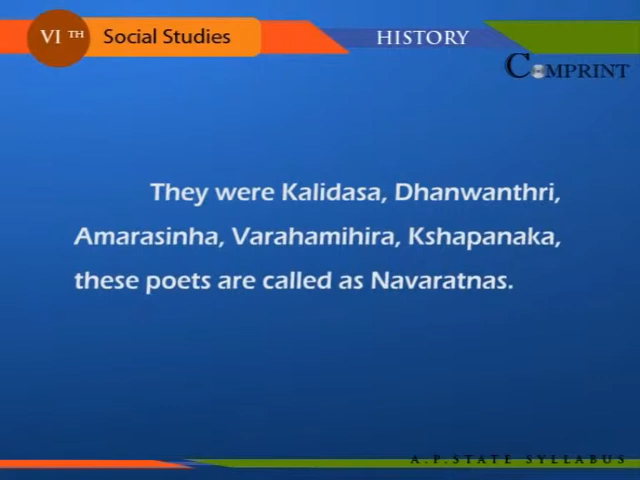 VI TH Social Studies
HISTORY
COMPRINT
They were Kalidasa, Dhanwanthri,
Amarasinha, Varahamihira, Kshapanaka,
these poets are called as Navaratnas.
A.P.STATE SYLLABUS